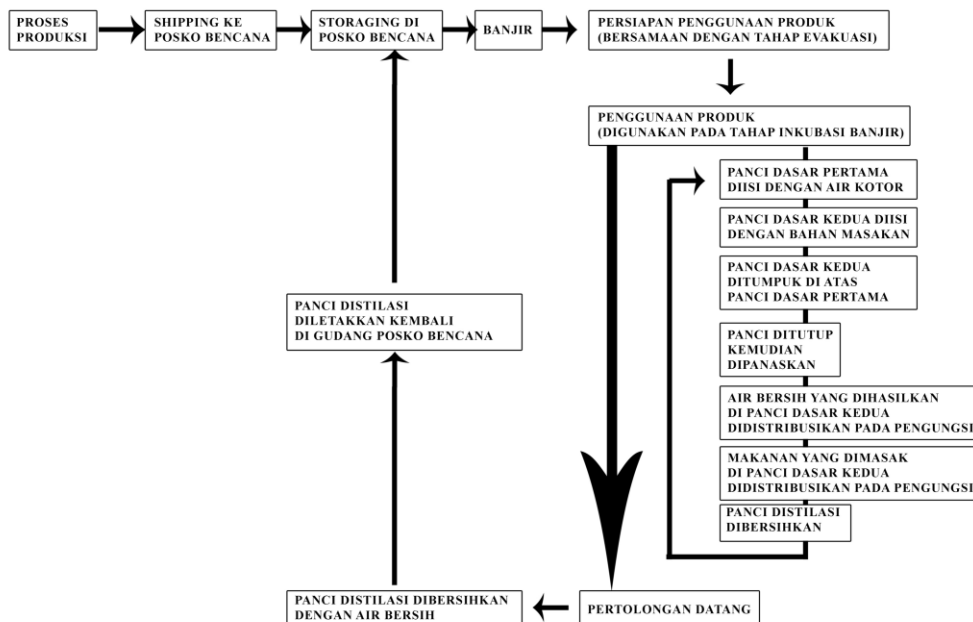 PROSES
PRODUKSI
SHIPPING KE
POSKO BENCANA
STORAGING DI
POSKO BENCANA
BANJIR
PERSIAPAN PENGGUNAAN PRODUK
(BERSAMAAN DENGAN TAHAP EVAKUASI)
PENGGUNAAN PRODUK
(DIGUNAKAN PADA TAHAP INKUBASI BANJIR)
PANCI DASAR PERTAMA
DIISI DENGAN AIR KOTOR
PANCI DASAR KEDUA DIISI
DENGAN BAHAN MASAKAN
PANCI DASAR KEDUA
DITUMPUK DI ATAS
PANCI DASAR PERTAMA
PANCI DITUTUP
KEMUDIAN
DIPANASKAN
AIR BERSIH YANG DIHASILKAN
DI PANCI DASAR KEDUA
DIDISTRIBUSIKAN PADA PENGUNGSI
MAKANAN YANG DIMASAK
DI PANCI DASAR KEDUA
DIDISTRIBUSIKAN PADA PENGUNGSI
PANCI DISTILASI
DIBERSIHKAN
PERTOLONGAN DATANG
PANCI DISTILASI DIBERSIHKAN
DENGAN AIR BERSIH
PANCI DISTILASI
DILETAKKAN KEMBALI
DI GUDANG POSKO BENCANA